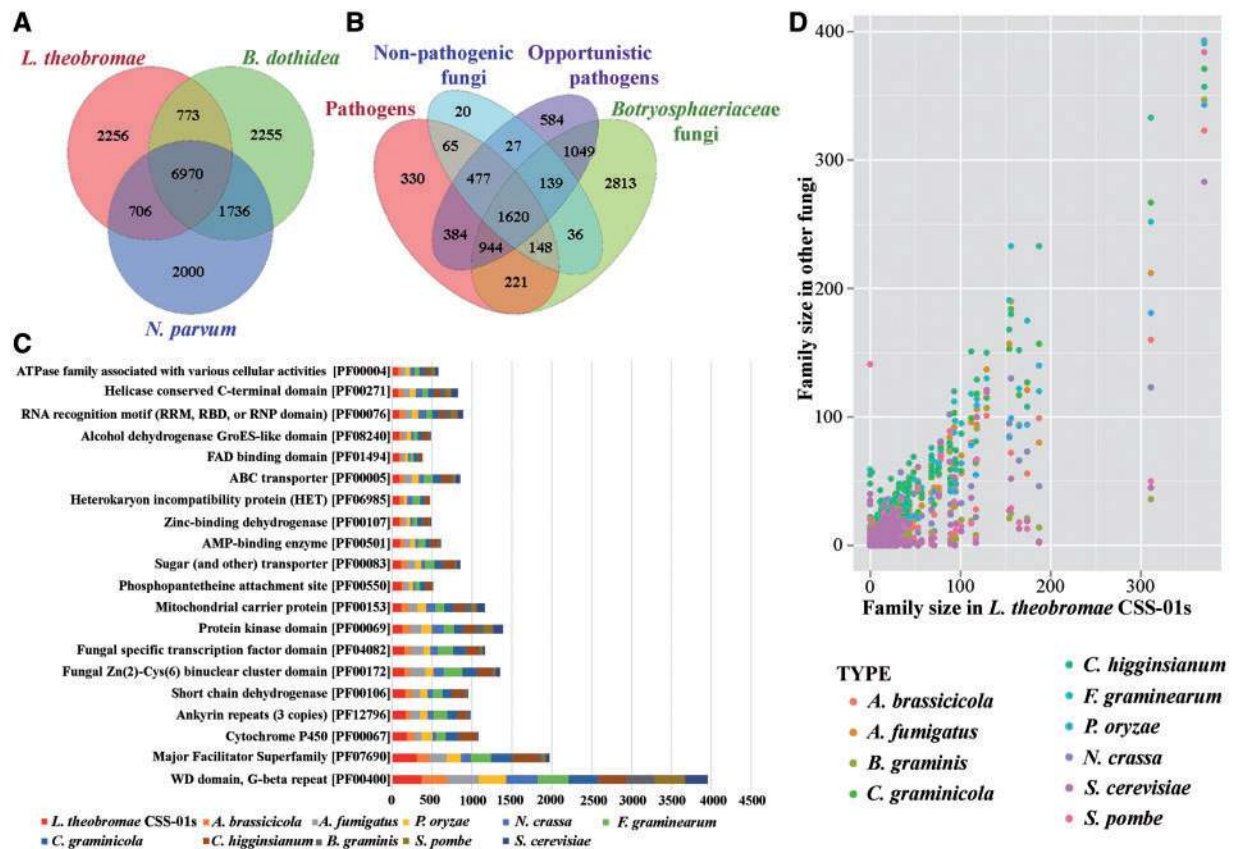 A
L. theobromae
B. dothidea
773
2256
2255
6970
706
1736
2000
N. parvum
B
Non-pathogenic
fungi
Opportunistic
pathogens
Pathogens
Botryosphaeriaceae
fungi
20
584
65
27
1049
330
477
139
2813
1620
384
944
148
36
221
C
ATPase family associated with various cellular activities [PF00004]
Helicase conserved C-terminal domain [PF00271]
RNA recognition motif (RRM, RBD, or RNP domain) [PF00076]
Alcohol dehydrogenase GroES-like domain [PF08240]
FAD binding domain [PF01494]
ABC transporter [PF00005]
Heterokaryon incompatibility protein (HET) [PF06985]
Zinc-binding dehydrogenase [PF00107]
AMP-binding enzyme [PF00501]
Sugar (and other) transporter [PF00083]
Phosphopantetheine attachment site [PF00550]
Mitochondrial carrier protein [PF00153]
Protein kinase domain [PF00069]
Fungal specific transcription factor domain [PF04082]
Fungal Zn(2)-Cys(6) binuclear cluster domain [PF00172]
Short chain dehydrogenase [PF00106]
Ankyrin repeats (3 copies) [PF12796]
Cytochrome P450 [PF00067]
Major Facilitator Superfamily [PF07690]
WD domain, G-beta repeat [PF00400]
0 500 1000 1500 2000 2500 3000 3500 4000 4500
L. theobromae CSS-01s A. brassicicola A. fumigatus P. oryzae N. crassa F. graminearum
C. graminicola C. higginsianum B. graminis S. pombe S. cerevisiae
D
Family size in other fungi
400
300
200
100
0
0 100 200 300
Family size in L. theobromae CSS-01s
TYPE
A. brassicicola
A. fumigatus
B. graminis
C. graminicola
C. higginsianum
F. graminearum
P. oryzae
N. crassa
S. cerevisiae
S. pombe